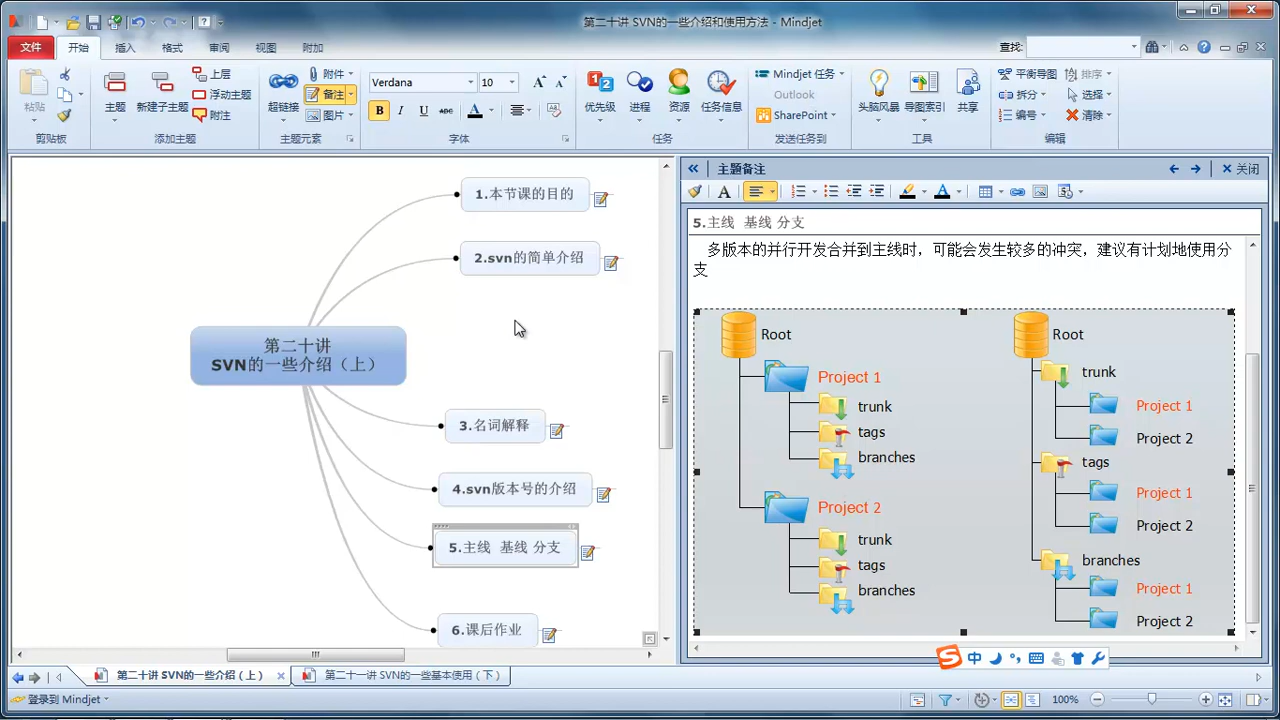 第二十讲 SVN的一些介绍和使用方法 - Mindjet
文件 开始 插入 格式 审阅 视图 附加 查找:
粘贴
剪贴板
主题
新建子主题
上层
浮动主题
附注
添加主题
超链接
附件
备注
图片
主题元素
Verdana 10
B I U abc A
字体
优先级
进程
资源
任务信息
任务
Mindjet 任务
Outlook
SharePoint
发送任务到
头脑风暴
导图索引
共享
工具
平衡导图
拆分
编号
排序
选择
清除
编辑
1.本节课的目的
2.svn的简单介绍
第二十讲
SVN的一些介绍（上）
3.名词解释
4.svn版本号的介绍
5.主线 基线 分支
6.课后作业
主题备注
关闭
5.主线 基线 分支
多版本的并行开发合并到主线时，可能会发生较多的冲突，建议有计划地使用分
支
Root
Project 1
trunk
tags
branches
Project 2
trunk
tags
branches
Root
trunk
Project 1
Project 2
tags
Project 1
Project 2
branches
Project 1
Project 2
中
第二十讲 SVN的一些介绍（上）
第二十一讲 SVN的一些基本使用（下）
登录到 Mindjet
100%